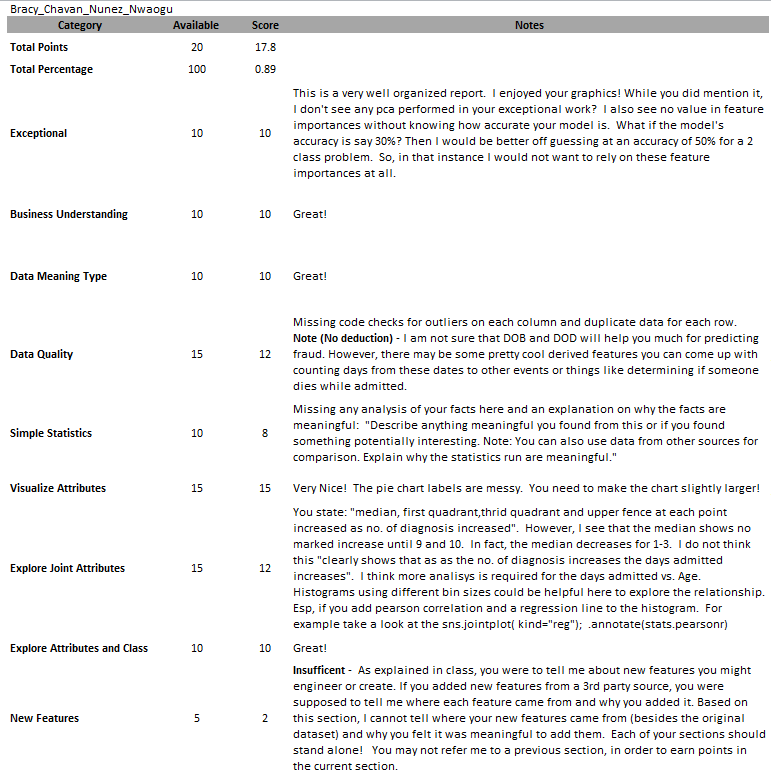 Bracy_Chavan_Nunez_Nwaogu
Category Available Score Notes
Total Points 20 17.8
Total Percentage 100 0.89
This is a very well organized report. I enjoyed your graphics! While you did mention it,
I don't see any pca performed in your exceptional work? I also see no value in feature
importances without knowing how accurate your model is. What if the model's
Exceptional 10 10 accuracy is say 30%? Then I would be better off guessing at an accuracy of 50% for a 2
class problem. So, in that instance I would not want to rely on these feature
importances at all.
Business Understanding 10 10 Great!
Data Meaning Type 10 10 Great!
Missing code checks for outliers on each column and duplicate data for each row.
Note (No deduction) - I am not sure that DOB and DOD will help you much for predicting
Data Quality 15 12 fraud. However, there may be some pretty cool derived features you can come up with
counting days from these dates to other events or things like determining if someone
dies while admitted.
Missing any analysis of your facts here and an explanation on why the facts are
meaningful: "Describe anything meaningful you found from this or if you found
Simple Statistics 10 8 something potentially interesting. Note: You can also use data from other sources for
comparison. Explain why the statistics run are meaningful."
Visualize Attributes 15 15 Very Nice! The pie chart labels are messy. You need to make the chart slightly larger!
You state: "median, first quadrant,thrid quadrant and upper fence at each point
increased as no. of diagnosis increased". However, I see that the median shows no
marked increase until 9 and 10. In fact, the median decreases for 1-3. I do not think
Explore Joint Attributes 15 12 this "clearly shows that as as the no. of diagnosis increases the days admitted
increases". I think more analisys is required for the days admitted vs. Age.
Histograms using different bin sizes could be helpful here to explore the relationship.
Esp, if you add pearson correlation and a regression line to the histogram. For
example take a look at the sns.jointplot( kind="reg"); .annotate(stats.pearsonr)
Explore Attributes and Class 10 10 Great!
Insufficent - As explained in class, you were to tell me about new features you might
engineer or create. If you added new features from a 3rd party source, you were
supposed to tell me where each feature came from and why you added it. Based on
New Features 5 2 this section, I cannot tell where your new features came from (besides the original
dataset) and why you felt it was meaningful to add them. Each of your sections should
stand alone! You may not refer me to a previous section, in order to earn points in
the current section.